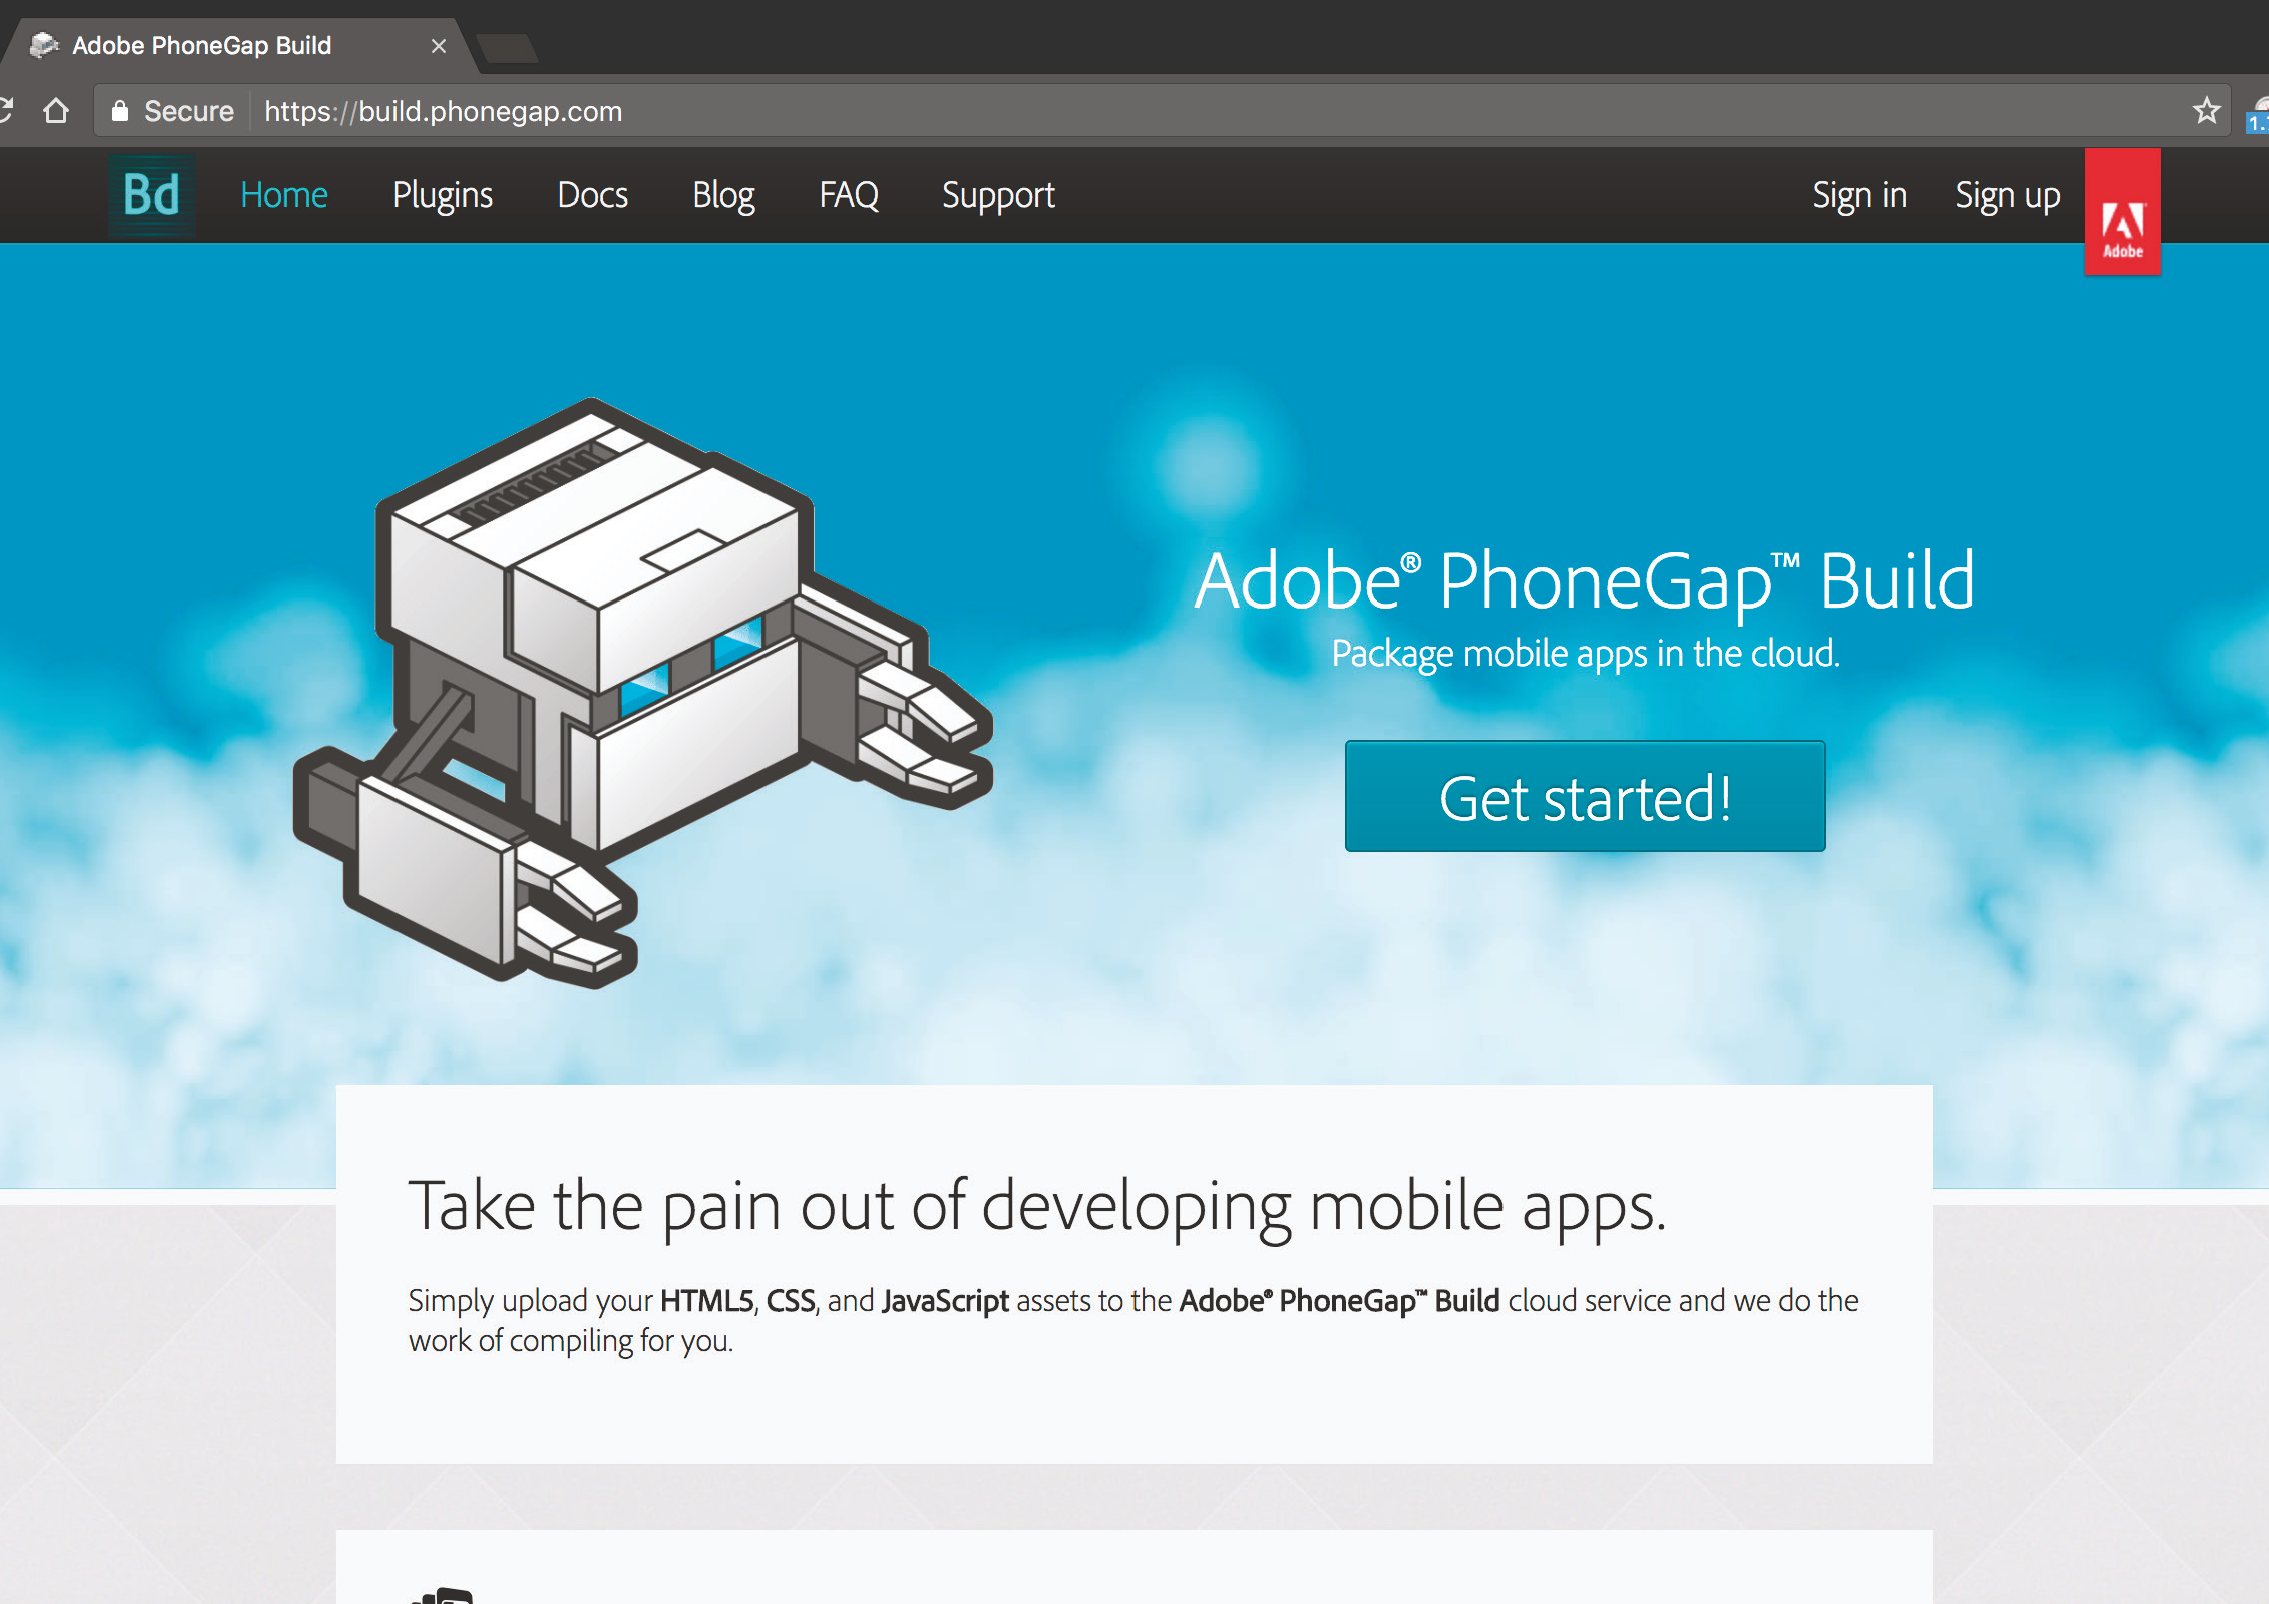 Adobe PhoneGap Build
Secure https://build.phonegap.com
1.
Bd Home Plugins Docs Blog FAQ Support Sign in Sign up
Adobe
Adobe® PhoneGap™ Build
Package mobile apps in the cloud.
Get started!
Take the pain out of developing mobile apps.
Simply upload your HTML5, CSS, and JavaScript assets to the Adobe® PhoneGap™ Build cloud service and we do the
work of compiling for you.